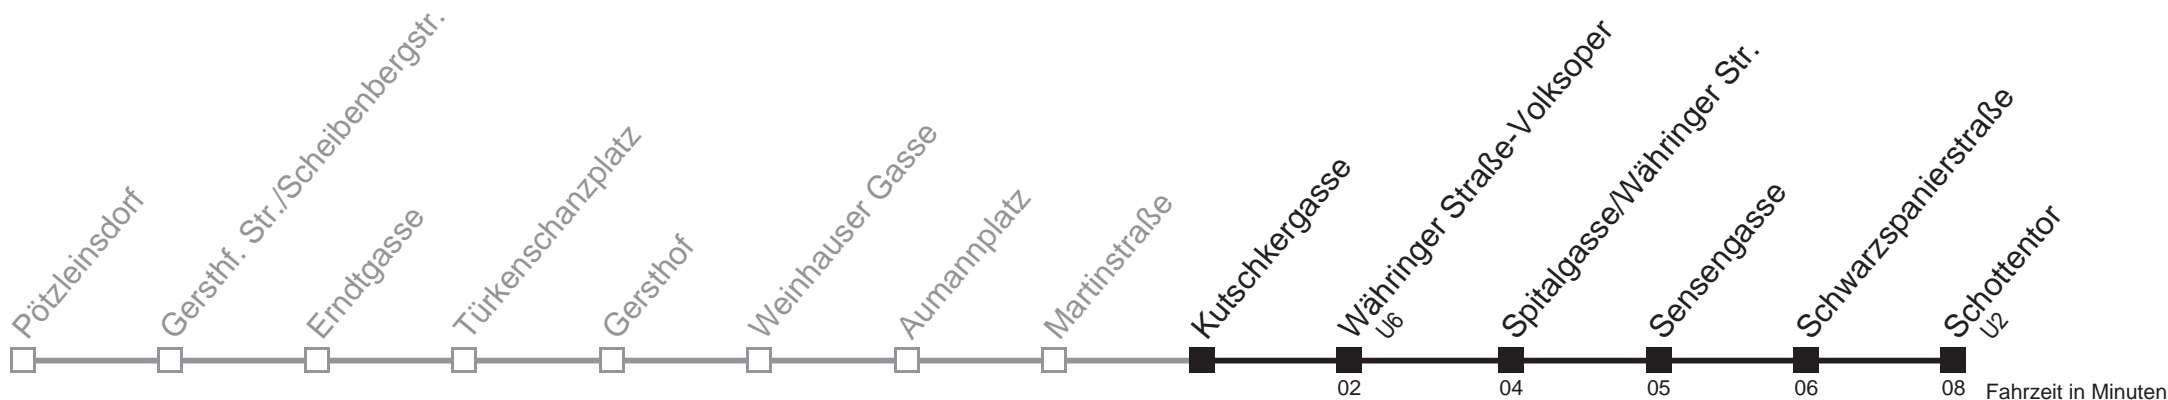 Pötzleinsdorf
Gersthf. Str./Scheibenbergstr.
Erndtgasse
Türkenschanzplatz
Gersthof
Weinhauser Gasse
Aumannplatz
Martinstraße
Kutschkergasse
Währinger Straße-Volksoper
U6
Spitalgasse/Währinger Str.
Sensengasse
Schwarzspanierstraße
Schottentor
U2
02 04 05 06 08 Fahrzeit in Minuten